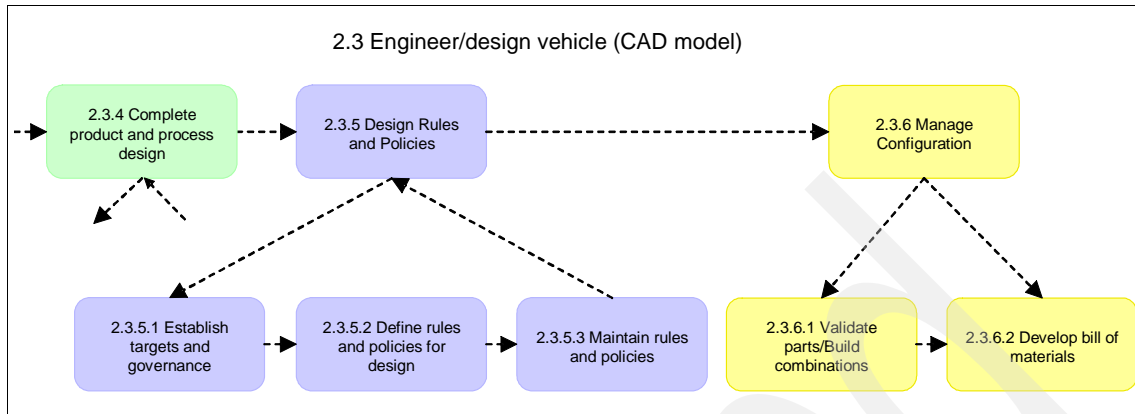 2.3 Engineer/design vehicle (CAD model)
2.3.4 Complete
product and process
design
2.3.5 Design Rules
and Policies
2.3.6 Manage
Configuration
2.3.5.1 Establish
targets and
governance
2.3.5.2 Define rules
and policies for
design
2.3.5.3 Maintain rules
and policies
2.3.6.1 Validate
parts/Build
combinations
2.3.6.2 Develop bill of
materials